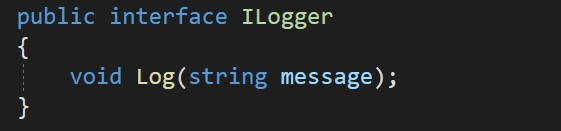 public interface ILogger
{
    void Log(string message);
}